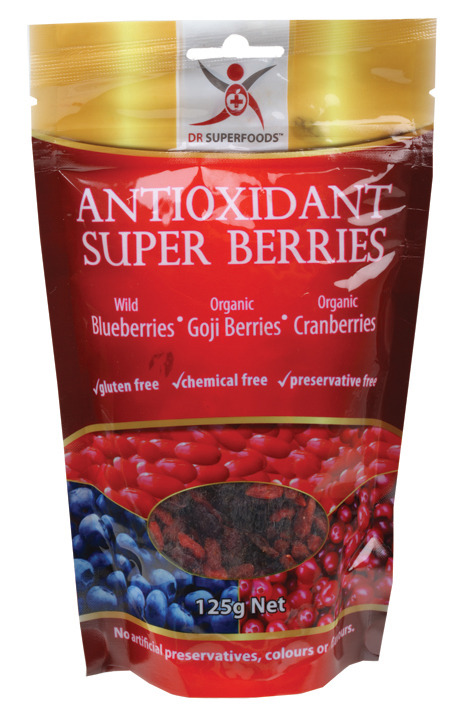 DR SUPERFOODS™
ANTIOXIDANT
SUPER BERRIES
Wild Organic Organic
Blueberries • Goji Berries • Cranberries
✓gluten free ✓chemical free ✓preservative free
125g Net
No artificial preservatives, colours or